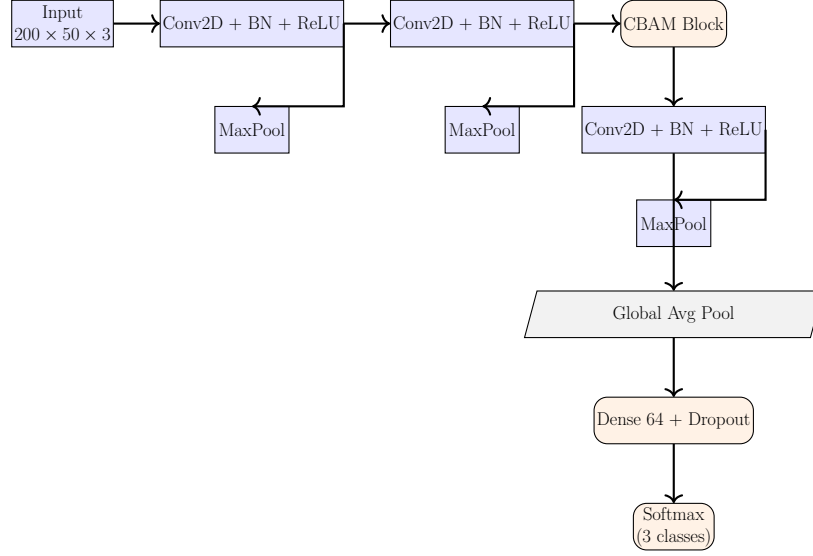 Input
200 × 50 × 3
Conv2D + BN + ReLU
Conv2D + BN + ReLU
CBAM Block
MaxPool
MaxPool
Conv2D + BN + ReLU
MaxPool
Global Avg Pool
Dense 64 + Dropout
Softmax
(3 classes)